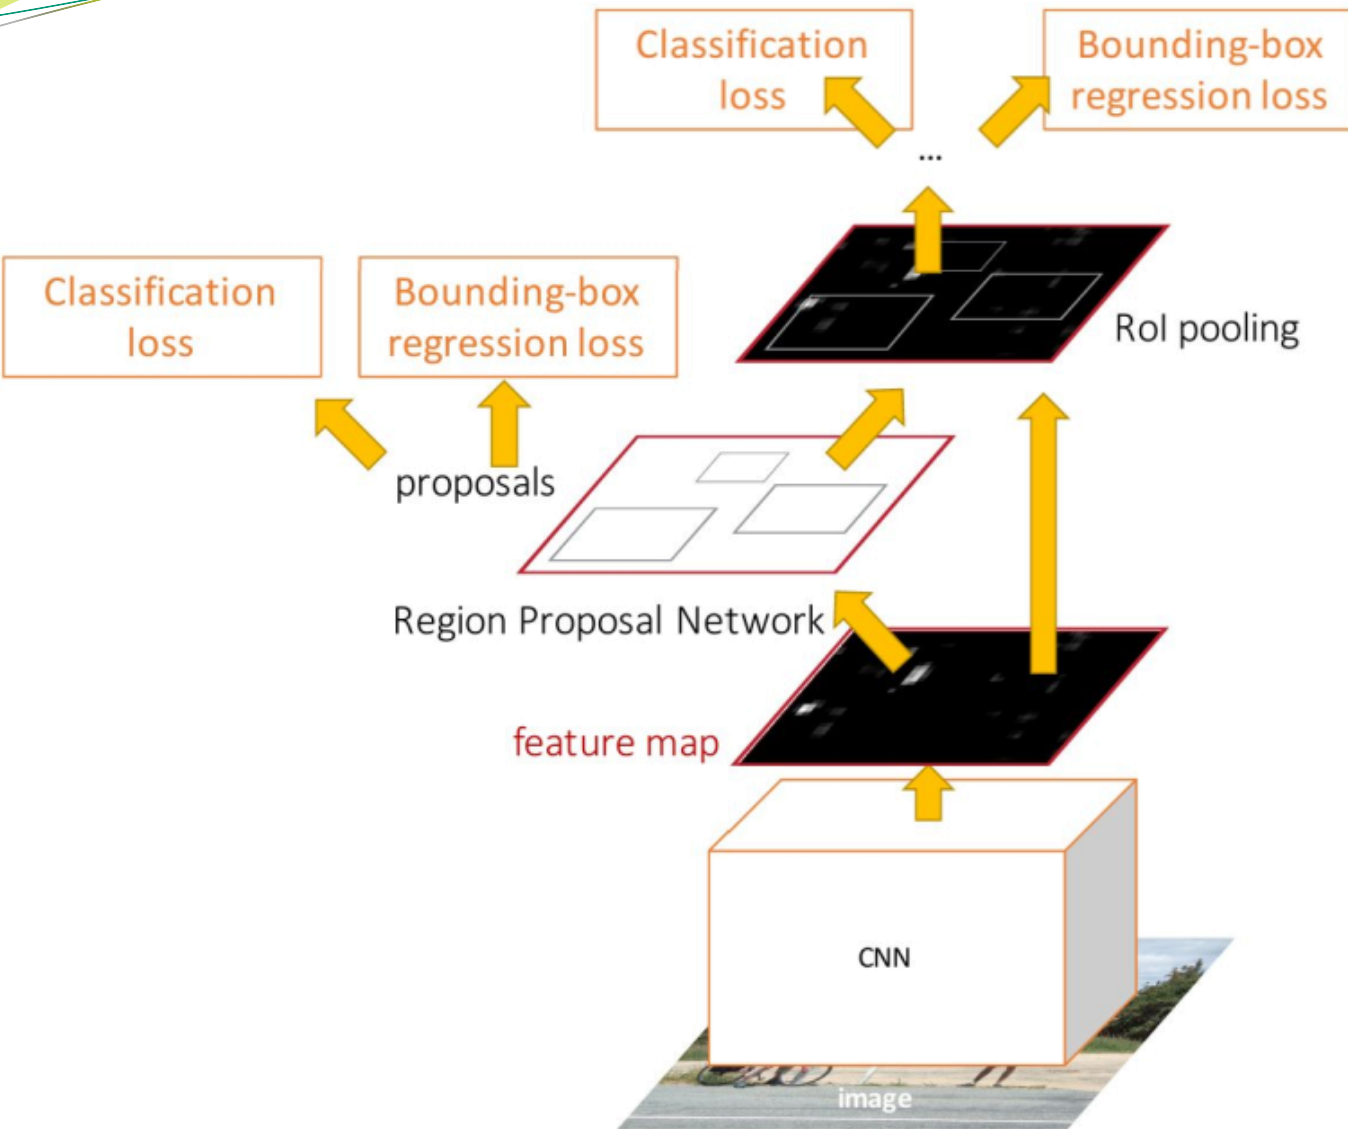 Classification
loss
Bounding-box
regression loss
...
Classification
loss
Bounding-box
regression loss
RoI pooling
proposals
Region Proposal Network
feature map
CNN
image